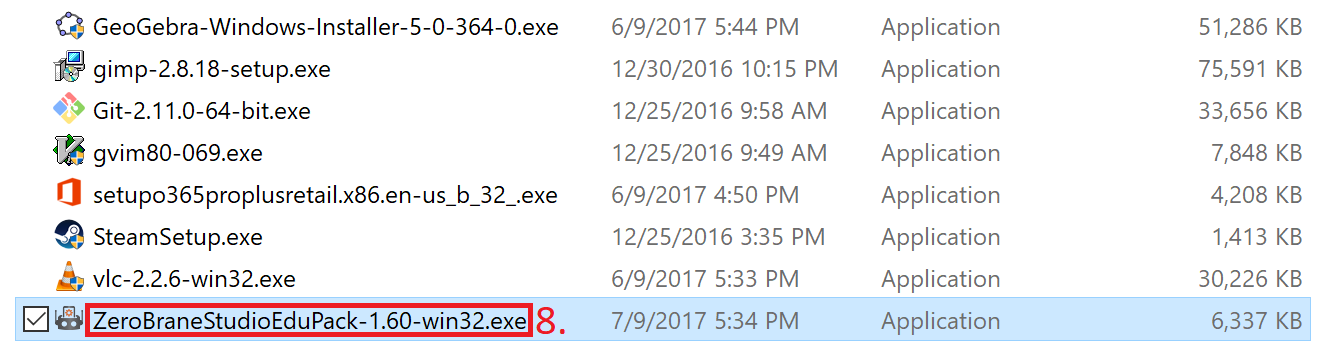 GeoGebra-Windows-Installer-5-0-364-0.exe 6/9/2017 5:44 PM Application 51,286 KB
gimp-2.8.18-setup.exe 12/30/2016 10:15 PM Application 75,591 KB
Git-2.11.0-64-bit.exe 12/25/2016 9:58 AM Application 33,656 KB
gvim80-069.exe 12/25/2016 9:49 AM Application 7,848 KB
setupo365proplusretail.x86.en-us_b_32_.exe 6/9/2017 4:50 PM Application 4,208 KB
SteamSetup.exe 12/25/2016 3:35 PM Application 1,413 KB
vlc-2.2.6-win32.exe 6/9/2017 5:33 PM Application 30,226 KB
ZeroBraneStudioEduPack-1.60-win32.exe 8. 7/9/2017 5:34 PM Application 6,337 KB